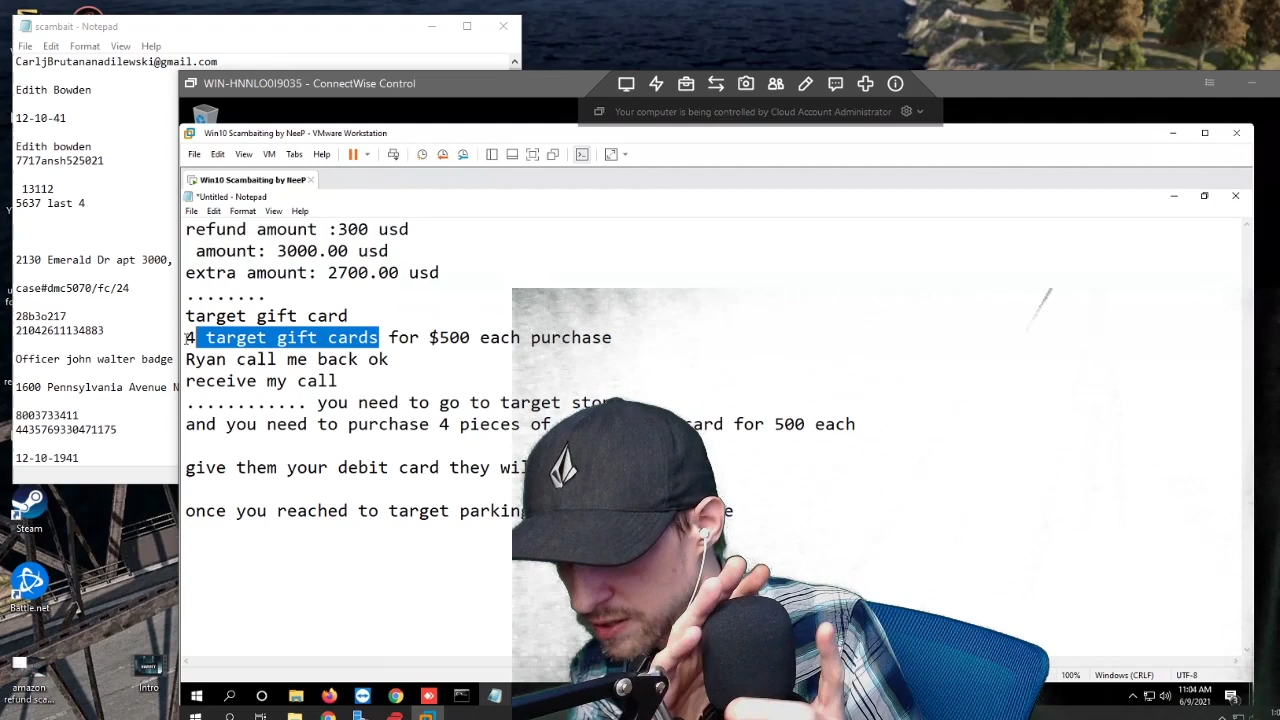 scambait - Notepad
File Edit Format View Help
CarljBrutananadilewski@gmail.com
Edith Bowden
12-10-41
Edith bowden
7717ansh525021
13112
5637 last 4
2130 Emerald Dr apt 3000,
case#dmc5070/fc/24
28b3o217
21042611134883
Officer john walter badge
1600 Pennsylvania Avenue N
8003733411
4435769330471175
12-10-1941
WIN-HNNLO0I9035 - ConnectWise Control
Your computer is being controlled by Cloud Account Administrator
Win10 Scambaiting by NeeP - VMware Workstation
File Edit View VM Tabs Help
Win10 Scambaiting by NeeP
*Untitled - Notepad
File Edit Format View Help
refund amount :300 usd
amount: 3000.00 usd
extra amount: 2700.00 usd
........
target gift card
4 target gift cards for $500 each purchase
Ryan call me back ok
receive my call
............ you need to go to target
and you need to purchase 4 pieces of for 500 each
give them your debit card they
once you reached to target
100% Windows (CRLF) UTF-8
11:04 AM
6/9/2021
Steam
Battle.net
amazon
refund sca...
Intro